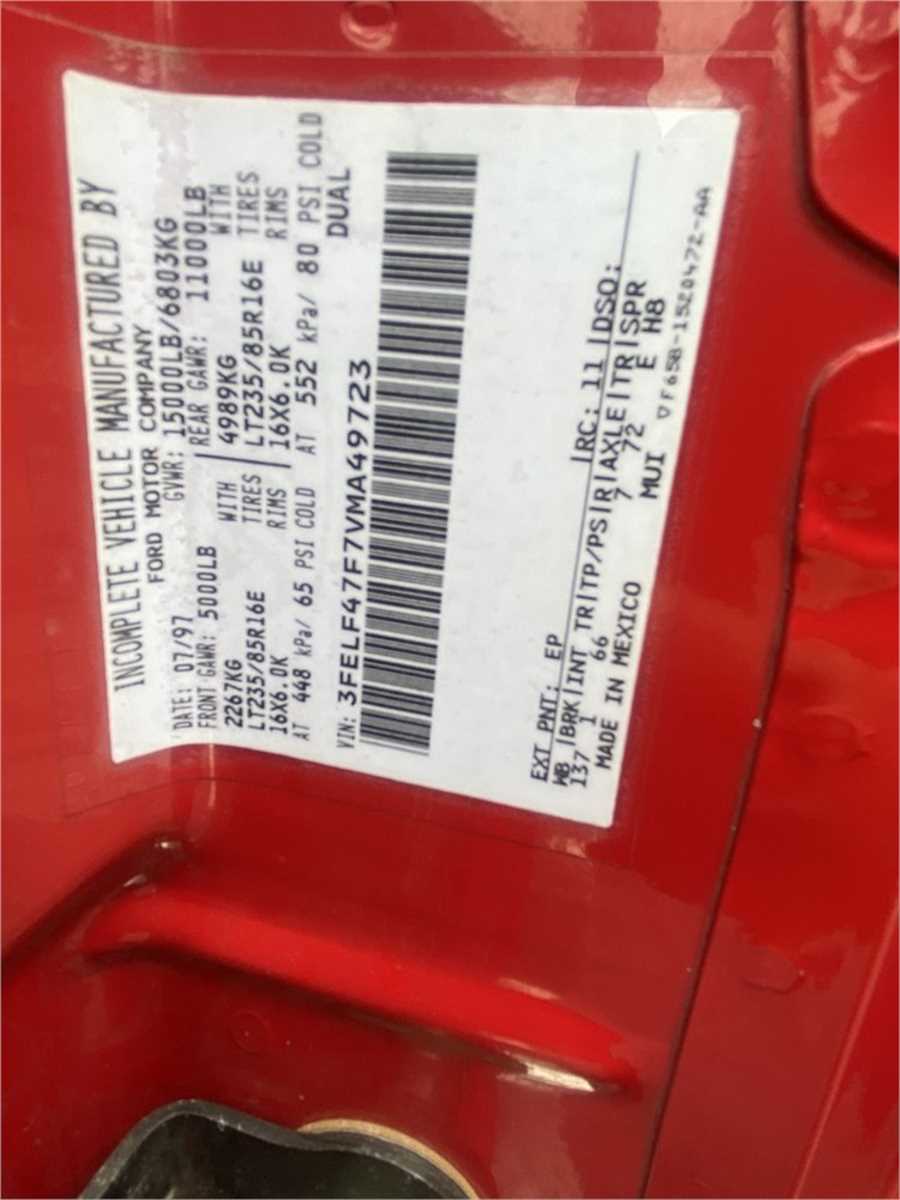 INCOMPLETE VEHICLE MANUFACTURED BY
FORD MOTOR COMPANY
DATE: 07/97 GVWR: 15000LB/6803KG
FRONT GAWR: 5000LB REAR GAWR: 11000LB
2267KG WITH 4989KG WITH
LT235/85R16E TIRES LT235/85R16E TIRES
16X6.0K RIMS 16X6.0K RIMS
AT 448 kPa/ 65 PSI COLD AT 552 kPa/ 80 PSI COLD
DUAL
VIN: 3FELF47F7VMA49723
EXT PNT: EP RC: 11 DSO:
WB |BRK|INT TR|TP/PS|R|AXLE|TR|SPR
137 1 66 7 72 E H8
MADE IN MEXICO MUI
▽F65B-1520472-AA